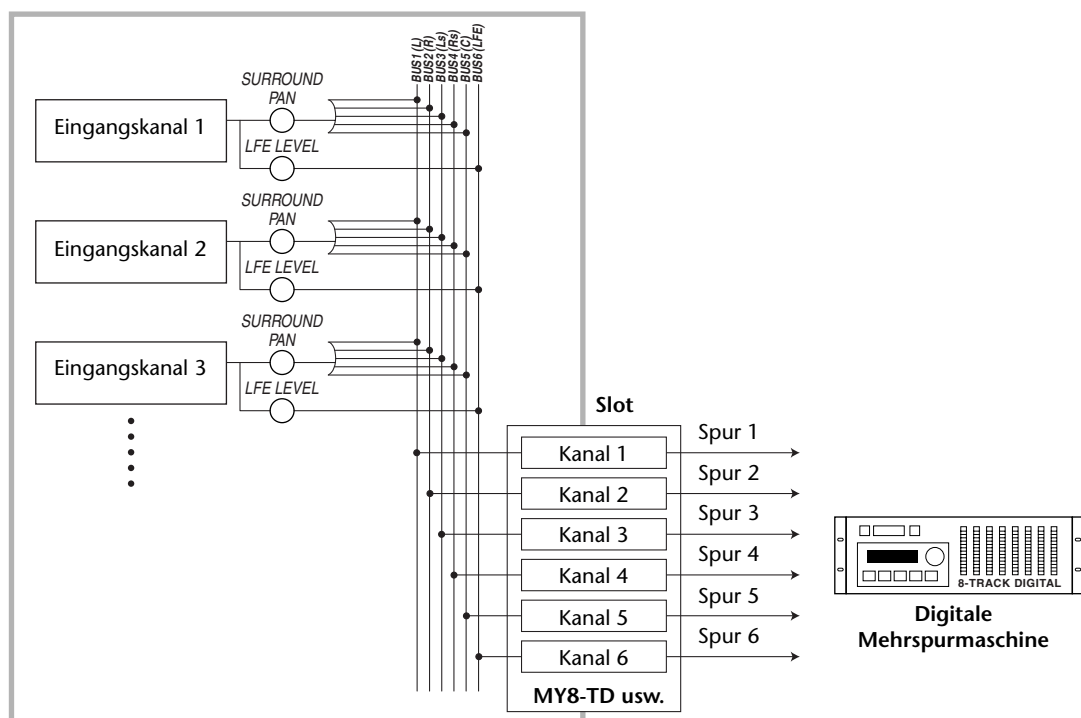 BUS1 (L)
BUS2 (R)
BUS3 (Ls)
BUS4 (Rs)
BUS5 (C)
BUS6 (LFE)
SURROUND
PAN
Eingangskanal 1
LFE LEVEL
SURROUND
PAN
Eingangskanal 2
LFE LEVEL
SURROUND
PAN
Eingangskanal 3
LFE LEVEL
Slot
Kanal 1
Spur 1
Kanal 2
Spur 2
Kanal 3
Spur 3
Kanal 4
Spur 4
Kanal 5
Spur 5
Kanal 6
Spur 6
MY8-TD usw.
8-TRACK DIGITAL
Digitale
Mehrspurmaschine